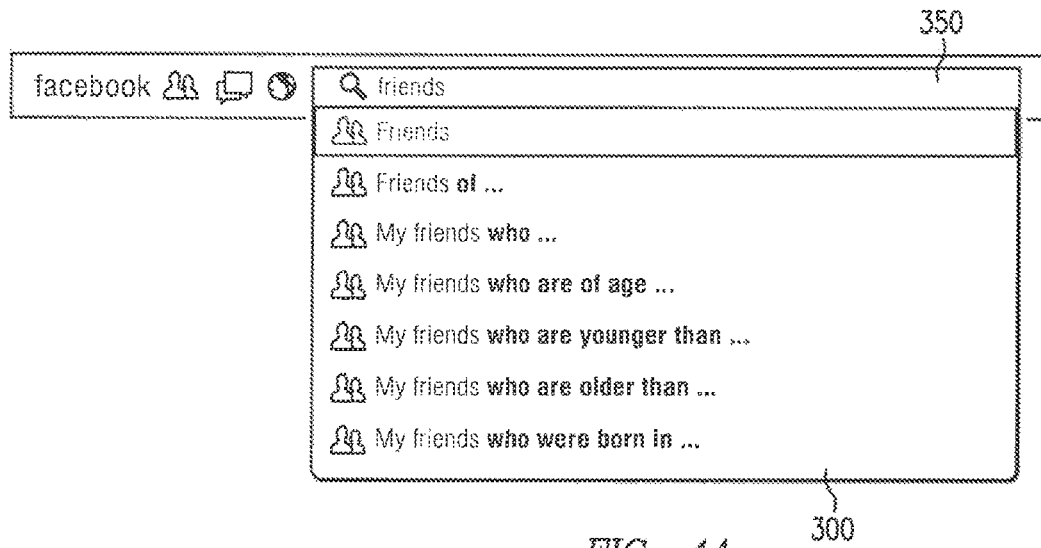 350
facebook friends
Friends
Friends of ...
My friends who ...
My friends who are of age ...
My friends who are younger than ...
My friends who are older than ...
My friends who were born in ...
300